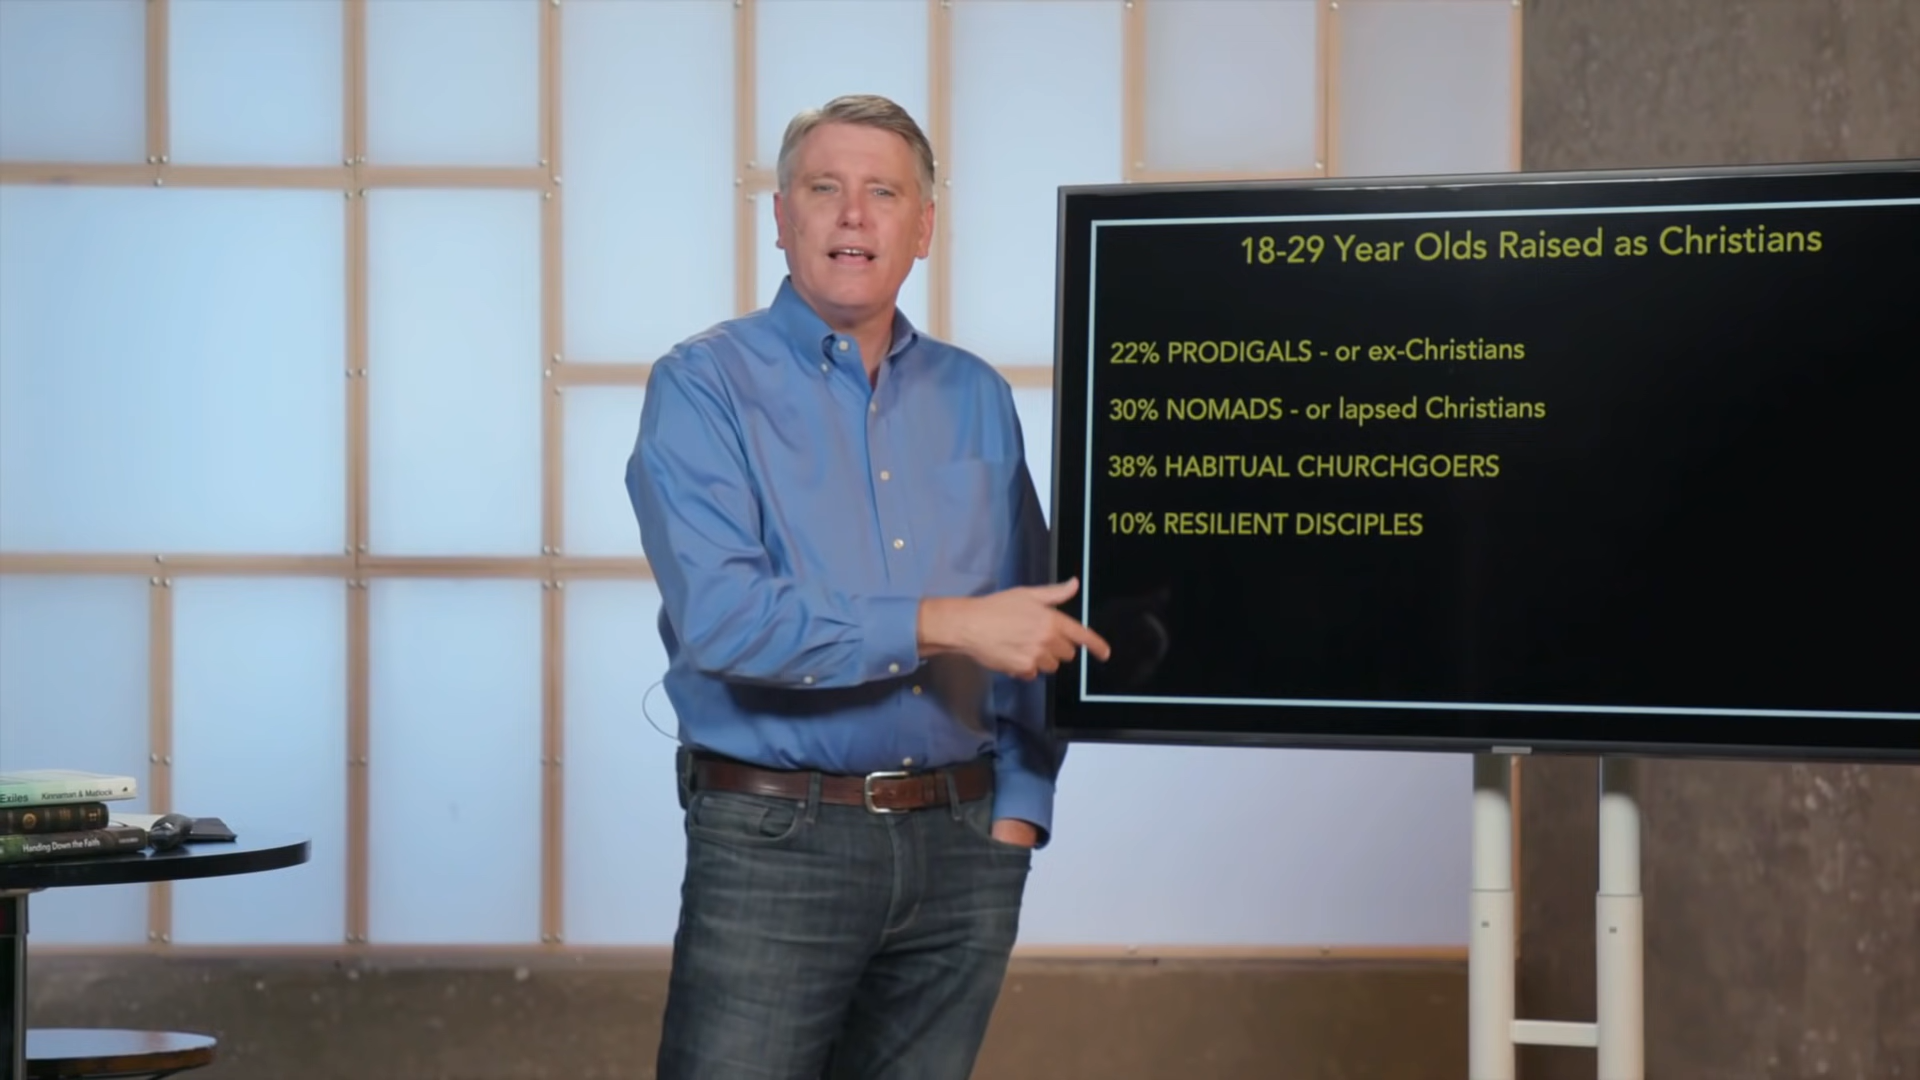 18-29 Year Olds Raised as Christians
22% PRODIGALS - or ex-Christians
30% NOMADS - or lapsed Christians
38% HABITUAL CHURCHGOERS
10% RESILIENT DISCIPLES
Exiles Kinnaman & Matlock
Handing Down the Faith